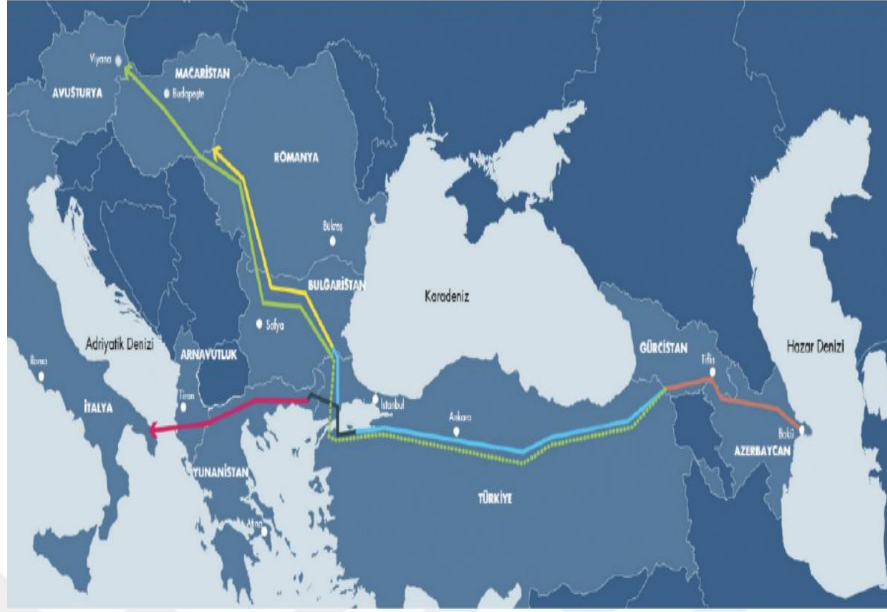 Viyana
MACARİSTAN
AVUSTURYA
Budapeşte
ROMANYA
Bükreş
BULGARİSTAN
Karadeniz
Sofya
Adriyatik Denizi
ARNAVUTLUK
GÜRCİSTAN
Hazar Denizi
Tiflis
Roma
Tiran
İstanbul
İTALYA
Ankara
Bakü
AZERBAYCAN
YUNANİSTAN
TÜRKİYE
Atina